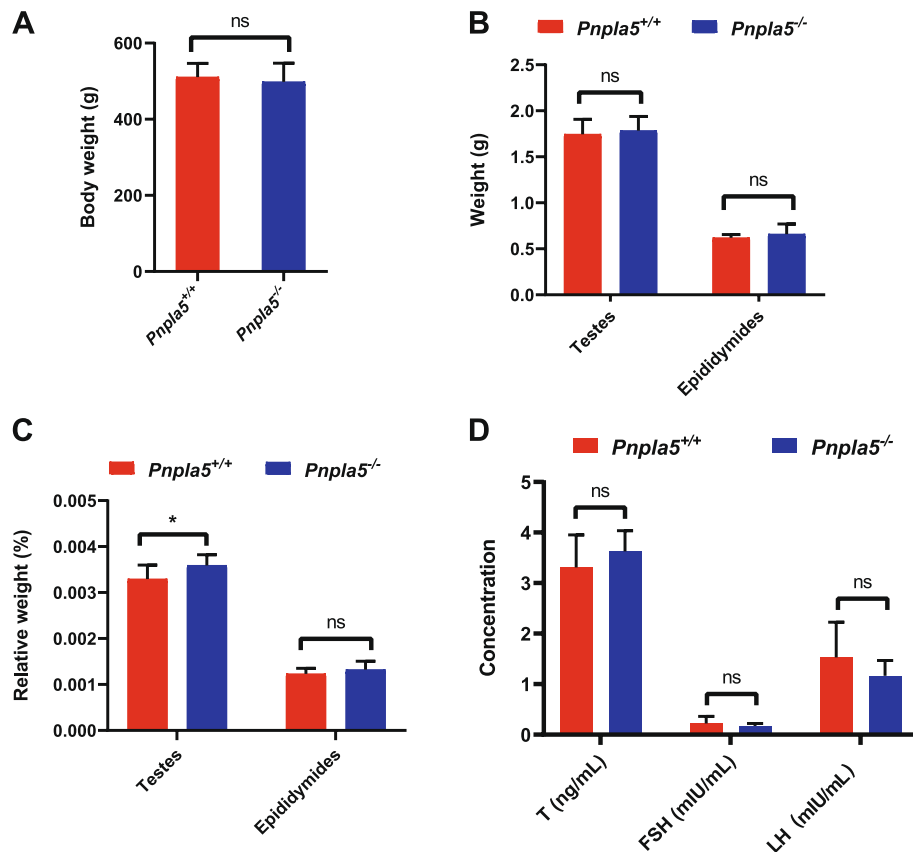 A
ns
600
400
200
0
Body weight (g)
Pnpla5+/+
Pnpla5-/-
B
Pnpla5+/+ Pnpla5-/-
2.5
2.0
1.5
1.0
0.5
0.0
Weight (g)
ns
ns
Testes
Epididymides
C
Pnpla5+/+ Pnpla5-/-
0.005
0.004
0.003
0.002
0.001
0.000
Relative weight (%)
*
ns
Testes
Epididymides
D
Pnpla5+/+ Pnpla5-/-
5
4
3
2
1
0
Concentration
ns
ns
ns
T (ng/mL)
FSH (mIU/mL)
LH (mIU/mL)